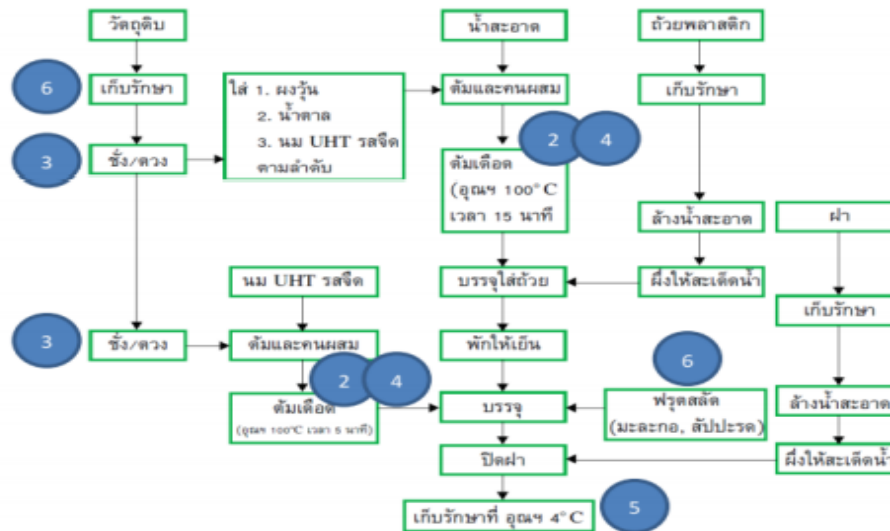 วัตถุดิบ
น้ำสะอาด
ถ้วยพลาสติก
6
เก็บรักษา
ใส่ 1. ผงวุ้น
2. น้ำตาล
3. นม UHT รสจืด
ตามลำดับ
ต้มและคนผสม
เก็บรักษา
3
ชั่ง/ตวง
2
4
ต้มเดือด
(อุณฯ 100°C
เวลา 15 นาที
ล้างน้ำสะอาด
ฝา
นม UHT รสจืด
บรรจุใส่ถ้วย
ผึ่งให้สะเด็ดน้ำ
เก็บรักษา
3
ชั่ง/ตวง
ต้มและคนผสม
พักให้เย็น
6
2
4
ต้มเดือด
(อุณฯ 100°C เวลา 5 นาที)
บรรจุ
ฟรุตสลัด
(มะละกอ, สัปปะรด)
ล้างน้ำสะอาด
ปิดฝา
ผึ่งให้สะเด็ดน้ำ
เก็บรักษาที่ อุณฯ 4°C
5